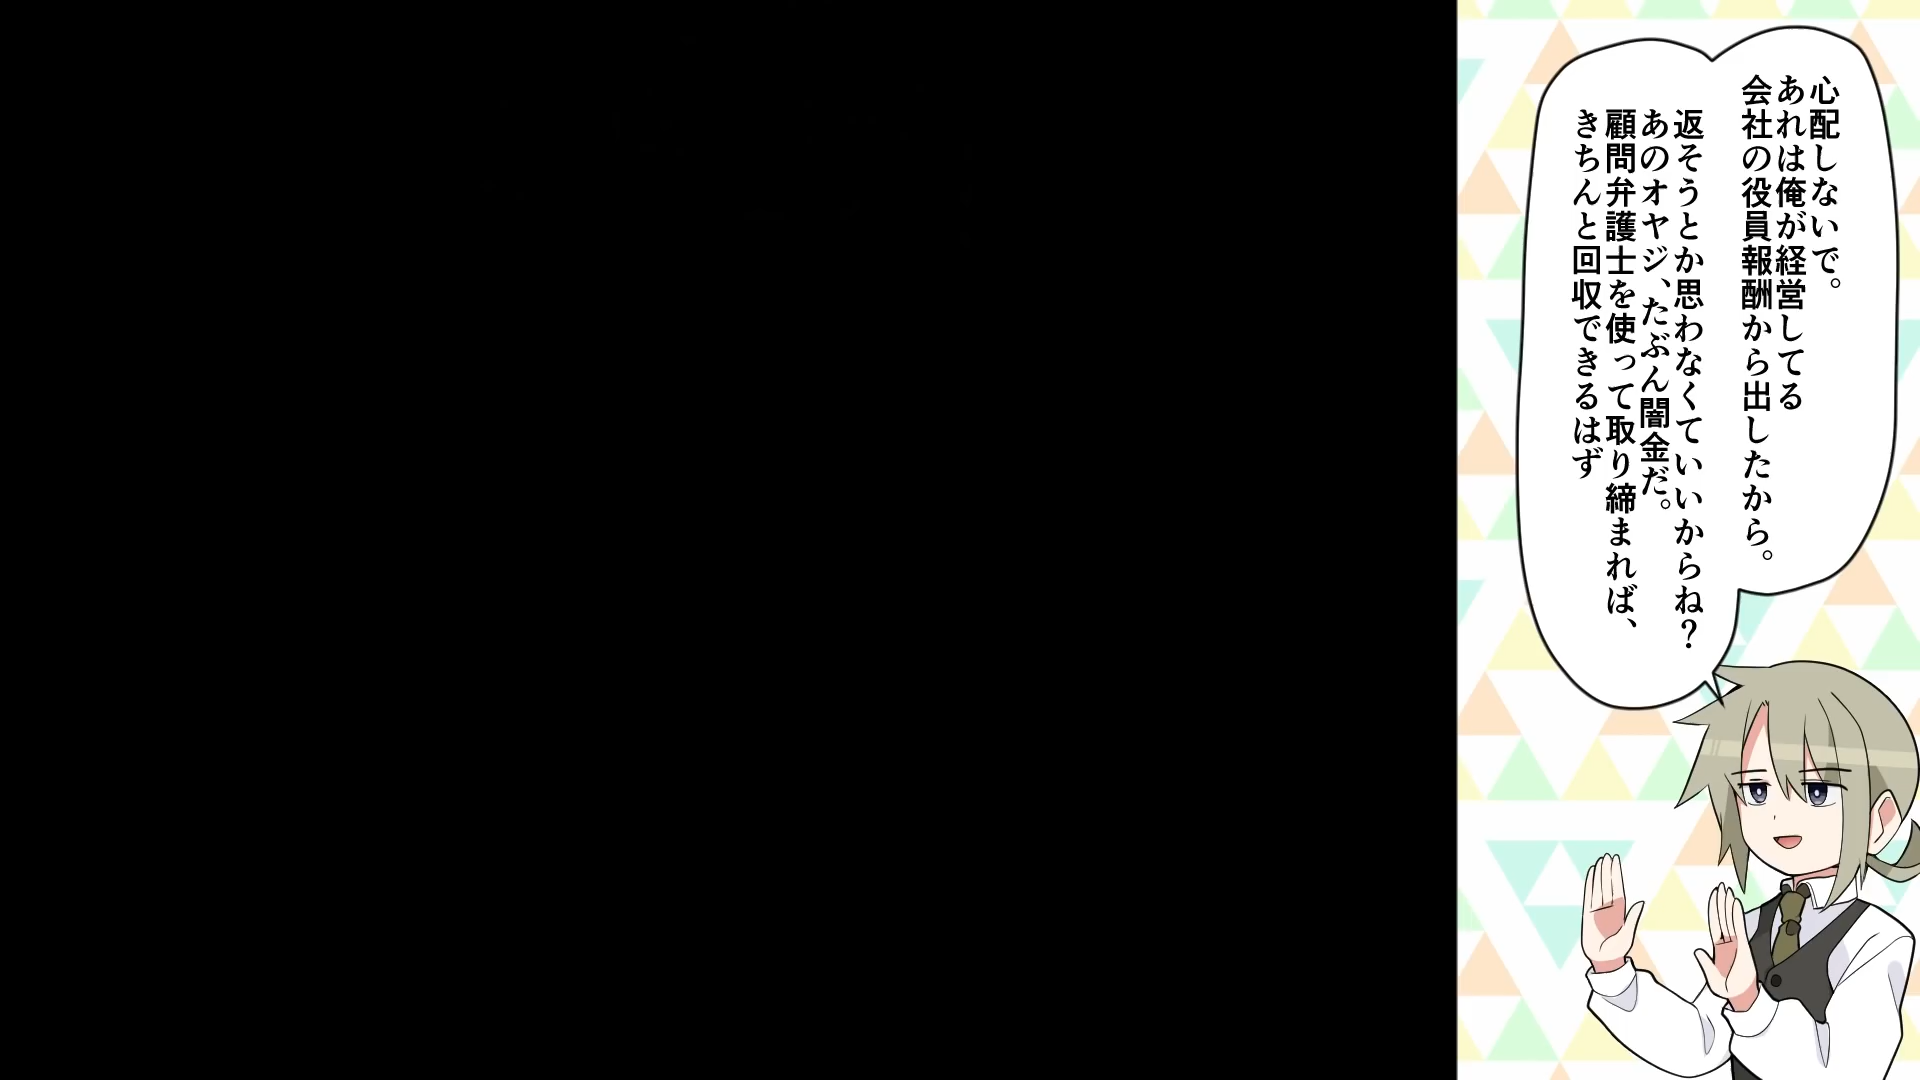 心配しないで。
あれは俺が経営してる
会社の役員報酬から出したから。
返そうとか思わなくていいからね？
あのオヤジ、たぶん闇金だ。
顧問弁護士を使って取り締まれば、
きちんと回収できるはず